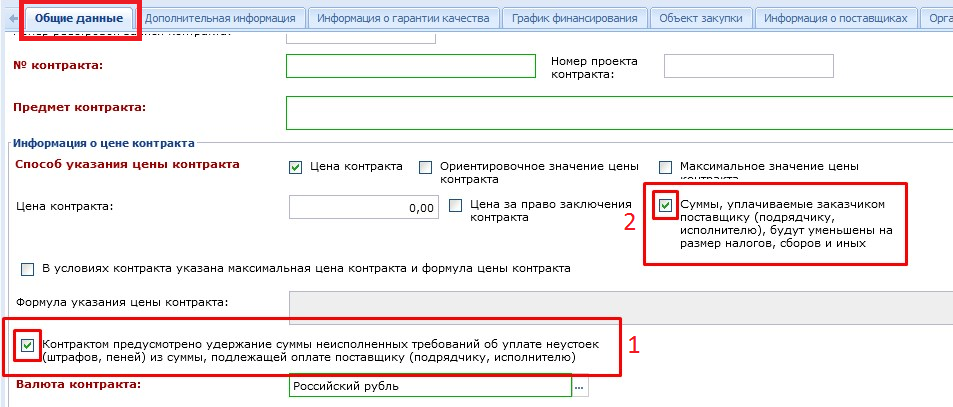 Общие данные
Дополнительная информация
Информация о гарантии качества
График финансирования
Объект закупки
Информация о поставщиках
№ контракта:
Номер проекта
контракта:
Предмет контракта:
Информация о цене контракта
Способ указания цены контракта
Цена контракта
Ориентировочное значение цены
контракта
Максимальное значение цены
контракта
Цена контракта:
0,00
Цена за право заключения
контракта
2
Суммы, уплачиваемые заказчиком
поставщику (подрядчику,
исполнителю), будут уменьшены на
размер налогов, сборов и иных
В условиях контракта указана максимальная цена контракта и формула цены контракта
Формула указания цены контракта:
Контрактом предусмотрено удержание суммы неисполненных требований об уплате неустоек
(штрафов, пеней) из суммы, подлежащей оплате поставщику (подрядчику, исполнителю)
1
Валюта контракта:
Российский рубль
...